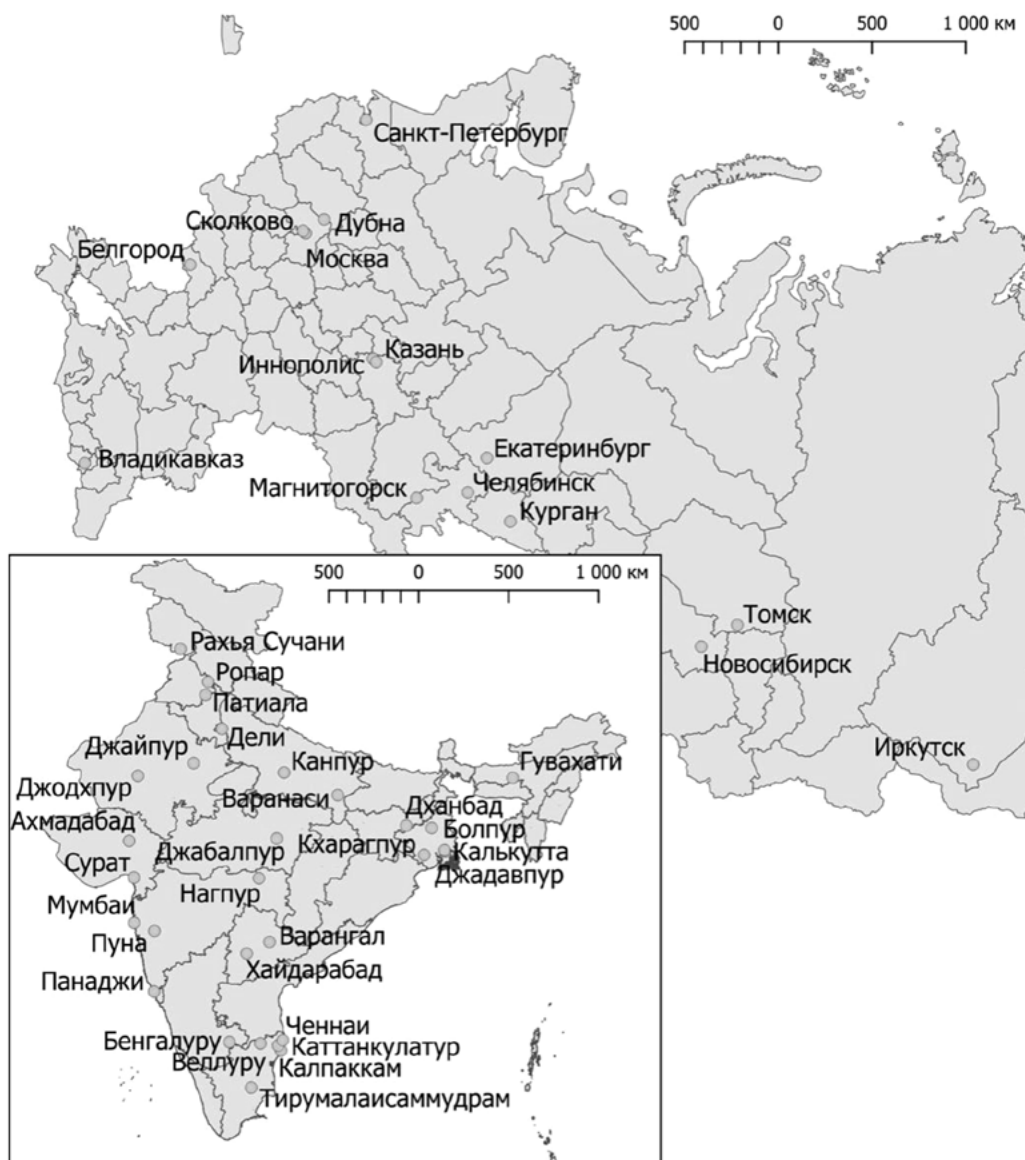 500 0 500 1 000 км
Санкт-Петербург
Сколково
Дубна
Белгород
Москва
Казань
Иннополис
Екатеринбург
Владикавказ
Челябинск
Магнитогорск
Курган
500 0 500 1 000 км
Томск
Рахья Сучани
Новосибирск
Ропар
Патиала
Дели
Джайпур
Гувахати
Иркутск
Канпур
Джодхпур
Варанаси
Дханбад
Ахмадабад
Болпур
Кхарагпур
Джабалпур
Калькутта
Сурат
Джадавпур
Нагпур
Мумбаи
Варангал
Пуна
Хайдарабад
Панаджи
Ченнаи
Бенгалуру
Каттанкулатур
Веллуру
Калпаккам
Тирумалаисаммудрам